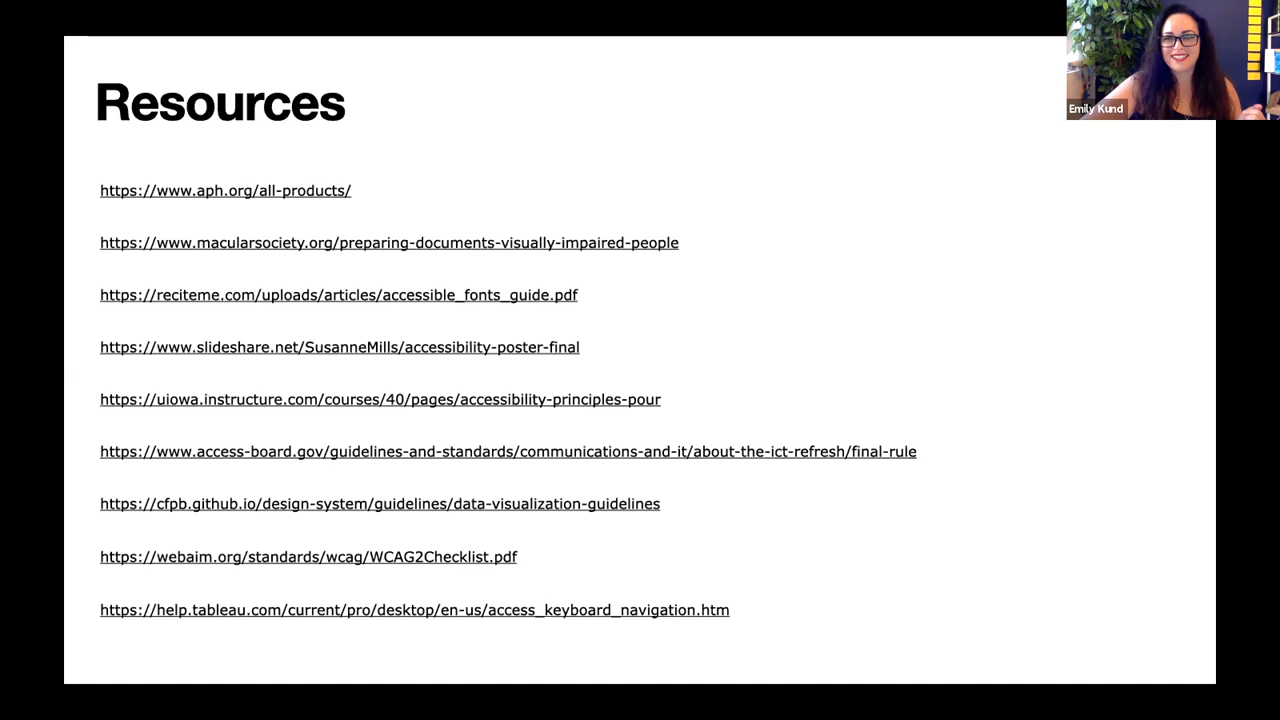 Resources
Emily Kund
https://www.aph.org/all-products/
https://www.macularsociety.org/preparing-documents-visually-impaired-people
https://reciteme.com/uploads/articles/accessible_fonts_guide.pdf
https://www.slideshare.net/SusanneMills/accessibility-poster-final
https://uiowa.instructure.com/courses/40/pages/accessibility-principles-pour
https://www.access-board.gov/guidelines-and-standards/communications-and-it/about-the-ict-refresh/final-rule
https://cfpb.github.io/design-system/guidelines/data-visualization-guidelines
https://webaim.org/standards/wcag/WCAG2Checklist.pdf
https://help.tableau.com/current/pro/desktop/en-us/access_keyboard_navigation.htm